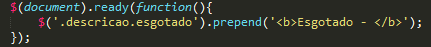 $(document).ready(function(){
$('.descricao.esgotado').prepend('<b>Esgotado - </b>');
});